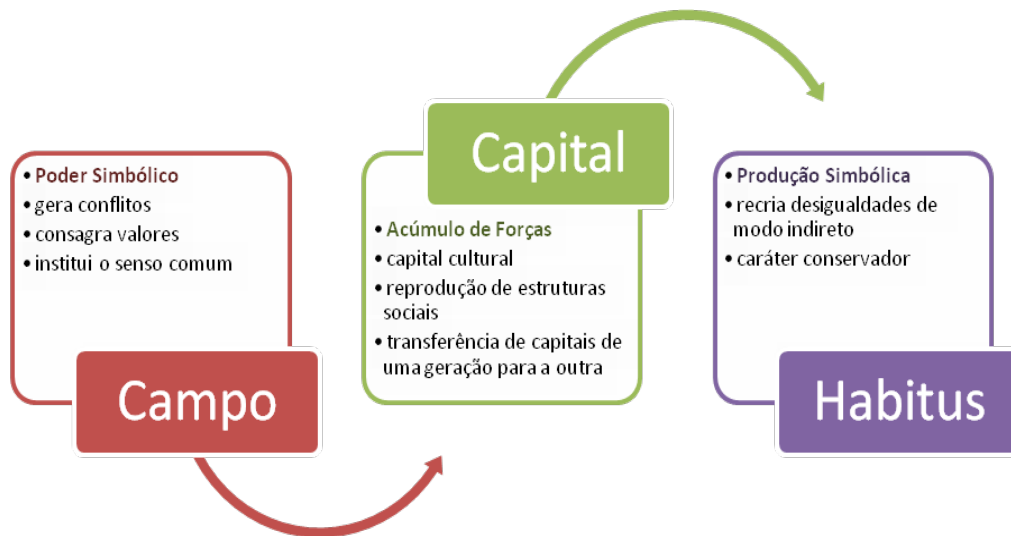 • Poder Simbólico
• gera conflitos
• consagra valores
• institui o senso comum
Campo
Capital
• Acúmulo de Forças
• capital cultural
• reprodução de estruturas
sociais
• transferência de capitais de
uma geração para a outra
• Produção Simbólica
• recria desigualdades de
modo indireto
• caráter conservador
Habitus